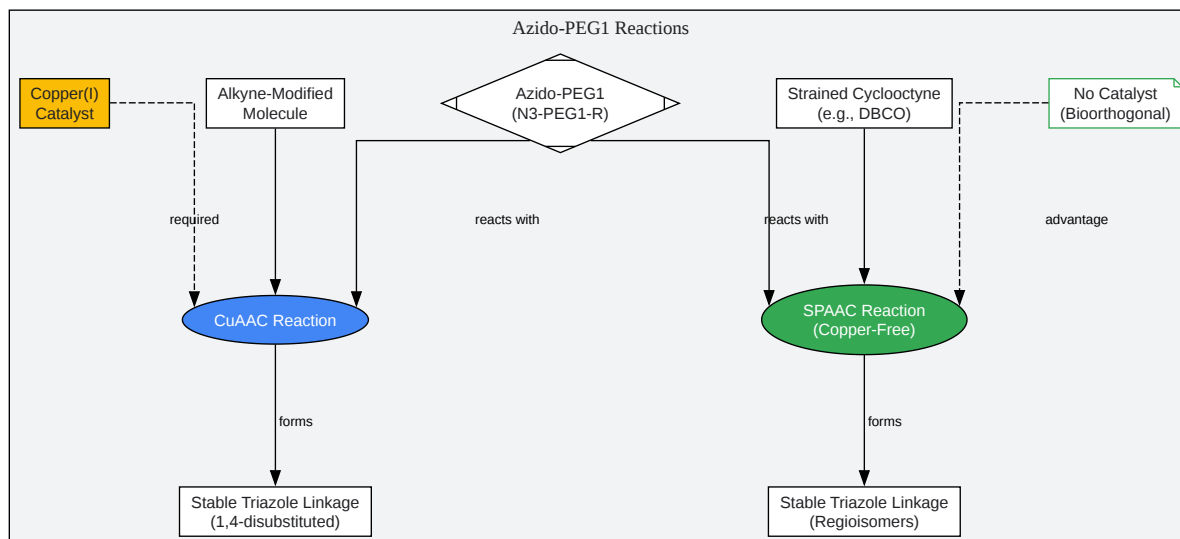 Azido-PEG1 Reactions
Copper(I)
Catalyst
Alkyne-Modified
Molecule
Azido-PEG1
(N3-PEG1-R)
Strained Cyclooctyne
(e.g., DBCO)
No Catalyst
(Bioorthogonal)
required
reacts with
reacts with
advantage
CuAAC Reaction
SPAAC Reaction
(Copper-Free)
forms
forms
Stable Triazole Linkage
(1,4-disubstituted)
Stable Triazole Linkage
(Regioisomers)